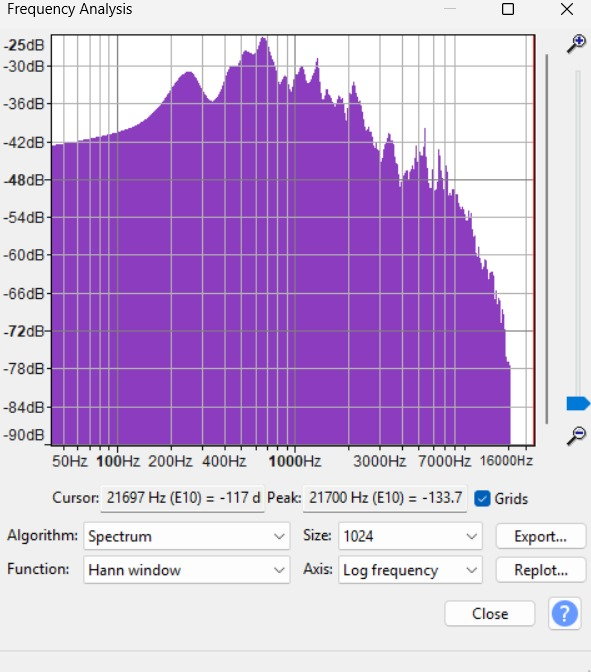 Frequency Analysis
-25dB
-30dB
-36dB
-42dB
-48dB
-54dB
-60dB
-66dB
-72dB
-78dB
-84dB
-90dB
50Hz 100Hz 200Hz 400Hz 1000Hz 3000Hz 7000Hz 16000Hz
Cursor: 21697 Hz (E10) = -117 d Peak: 21700 Hz (E10) = -133.7 Grids
Algorithm: Spectrum Size: 1024 Export...
Function: Hann window Axis: Log frequency Replot...
Close ?